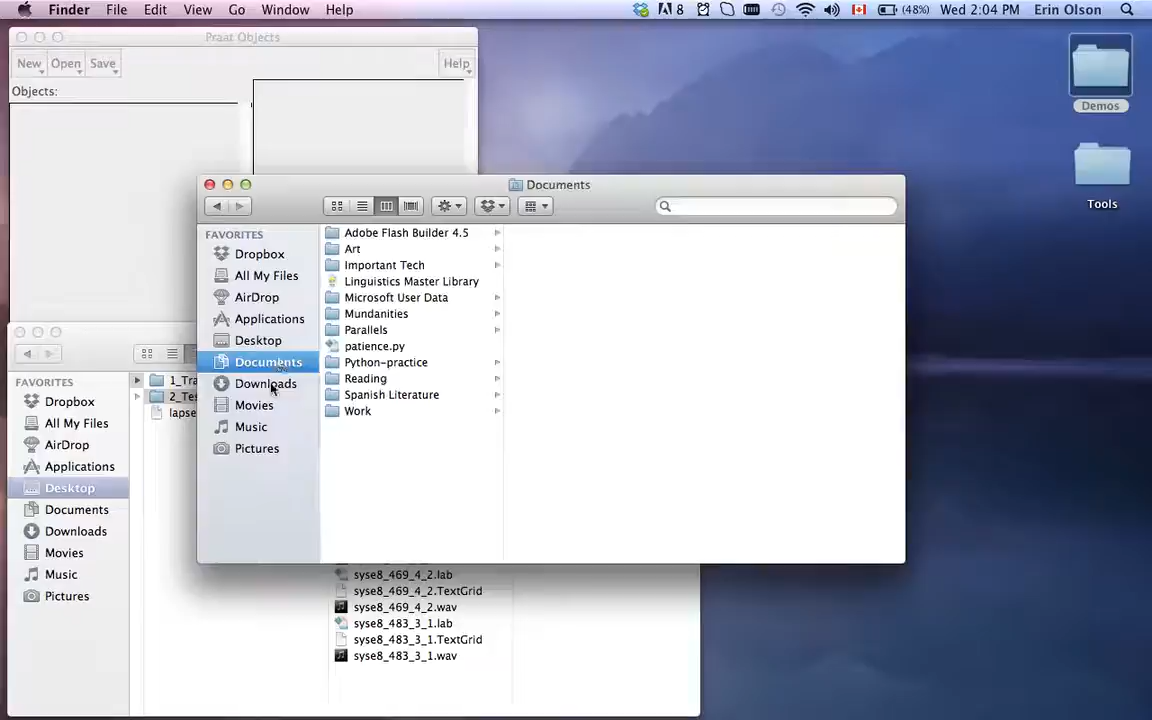 Finder File Edit View Go Window Help
8 (48%) Wed 2:04 PM Erin Olson
Praat Objects
New Open Save Help
Objects:
Demos
Tools
Documents
FAVORITES
Dropbox
All My Files
AirDrop
Applications
Desktop
Documents
Downloads
Movies
Music
Pictures
Adobe Flash Builder 4.5
Art
Important Tech
Linguistics Master Library
Microsoft User Data
Mundanities
Parallels
patience.py
Python-practice
Reading
Spanish Literature
Work
FAVORITES
Dropbox
All My Files
AirDrop
Applications
Desktop
Documents
Downloads
Movies
Music
Pictures
1_Tra
2_Tes
lapse
syse8_469_4_2.lab
syse8_469_4_2.TextGrid
syse8_469_4_2.wav
syse8_483_3_1.lab
syse8_483_3_1.TextGrid
syse8_483_3_1.wav